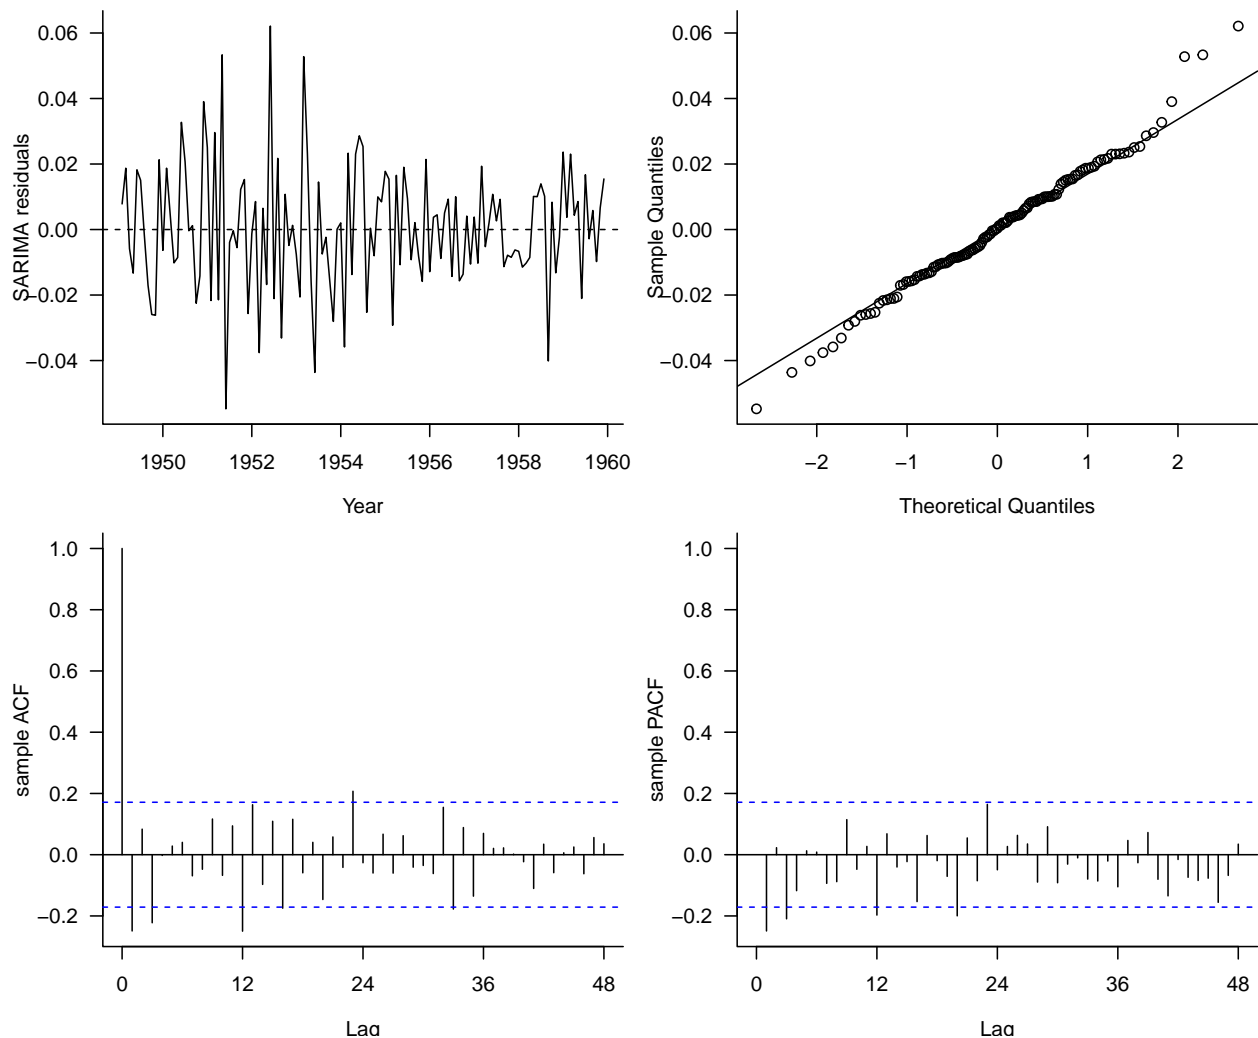 0.06
0.04
0.02
0.00
−0.02
−0.04
SARIMA residuals
1950 1952 1954 1956 1958 1960
Year
0.06
0.04
0.02
0.00
−0.02
−0.04
Sample Quantiles
−2 −1 0 1 2
Theoretical Quantiles
1.0
0.8
0.6
0.4
0.2
0.0
−0.2
sample ACF
0 12 24 36 48
Lag
1.0
0.8
0.6
0.4
0.2
0.0
−0.2
sample PACF
0 12 24 36 48
Lag